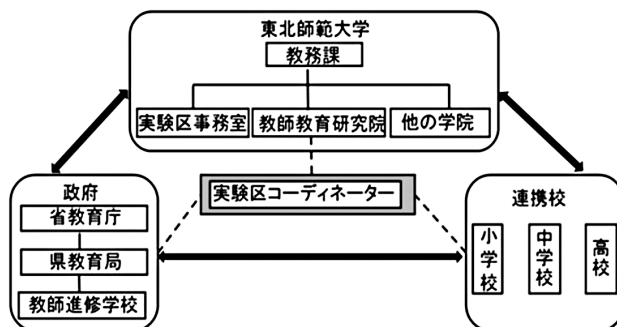 東北師範大学
教務課
実験区事務室
教師教育研究院
他の学院
政府
省教育庁
県教育局
教師進修学校
実験区コーディネーター
連携校
小学校
中学校
高校